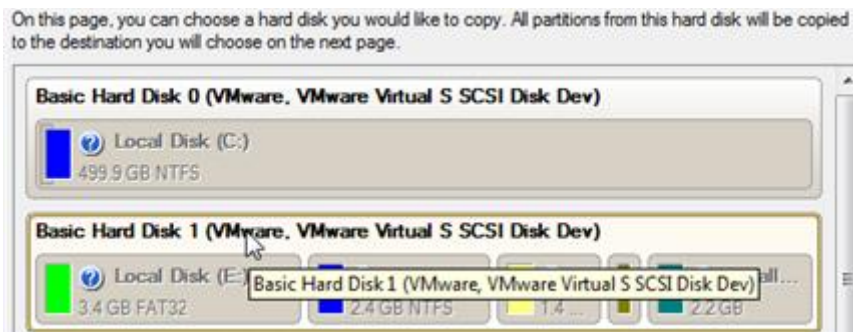 On this page, you can choose a hard disk you would like to copy. All partitions from this hard disk will be copied
to the destination you will choose on the next page.
Basic Hard Disk 0 (VMware, VMware Virtual S SCSI Disk Dev)
Local Disk (C:)
499.9 GB NTFS
Basic Hard Disk 1 (VMware, VMware Virtual S SCSI Disk Dev)
Local Disk (E:)
Basic Hard Disk 1 (VMware, VMware Virtual S SCSI Disk Dev)
all...
3.4 GB FAT32
2.4 GB NTFS
1.4 ...
2.2 GB